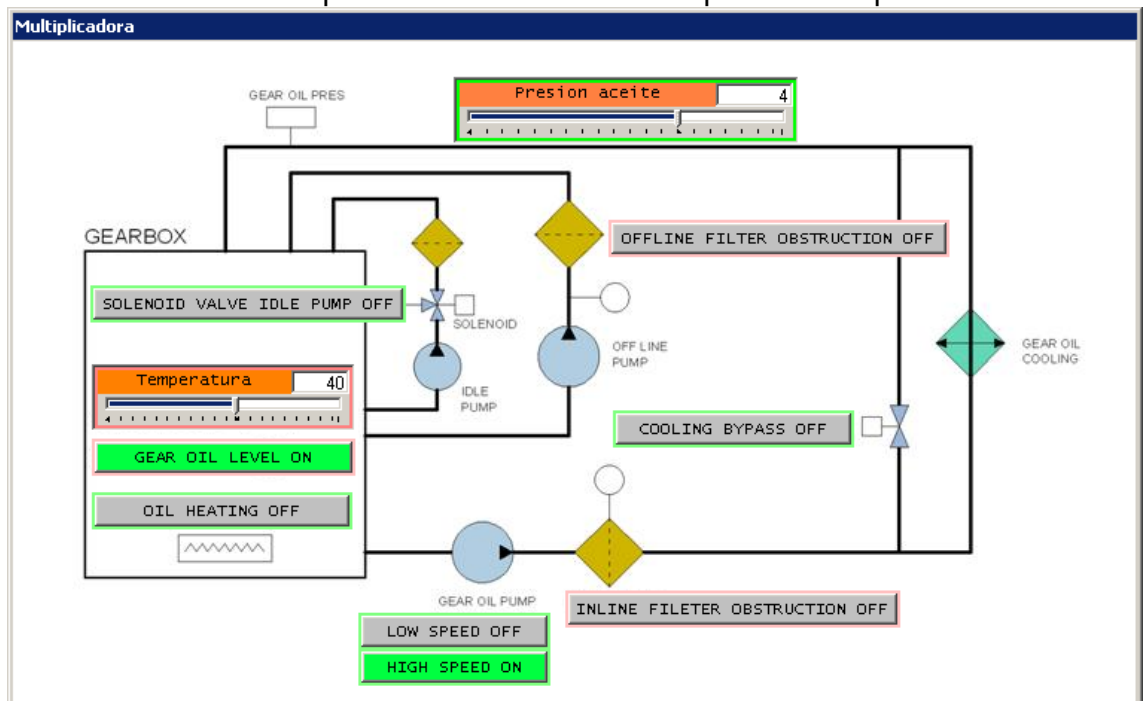 Multiplicadora
GEAR OIL PRES
Presion aceite 4
GEARBOX
OFFLINE FILTER OBSTRUCTION OFF
SOLENOID VALVE IDLE PUMP OFF
SOLENOID
OFF LINE
PUMP
GEAR OIL
COOLING
Temperatura 40
IDLE
PUMP
COOLING BYPASS OFF
GEAR OIL LEVEL ON
OIL HEATING OFF
GEAR OIL PUMP
INLINE FILETER OBSTRUCTION OFF
LOW SPEED OFF
HIGH SPEED ON